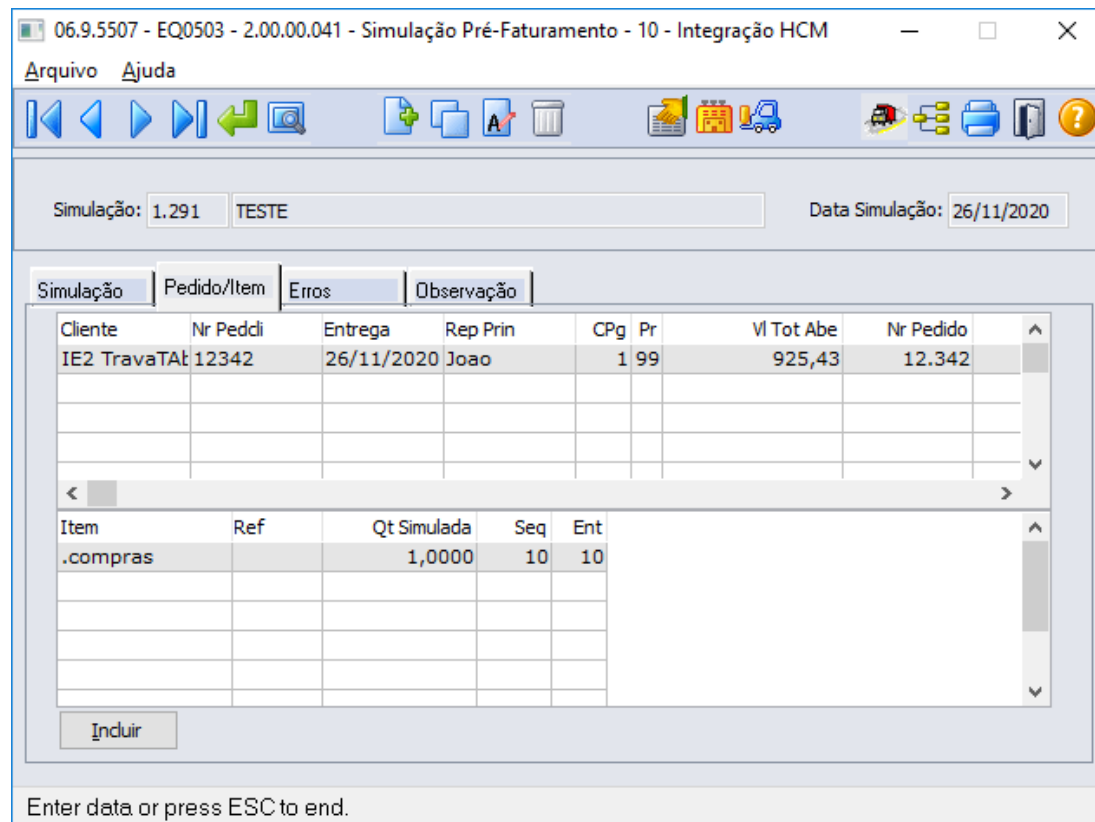 06.9.5507 - EQ0503 - 2.00.00.041 - Simulação Pré-Faturamento - 10 - Integração HCM
Arquivo Ajuda
Simulação: 1.291 TESTE Data Simulação: 26/11/2020
Simulação Pedido/Item Erros Observação
Cliente Nr Pedcli Entrega Rep Prin CPg Pr Vl Tot Abe Nr Pedido
IE2 TravaTAb 12342 26/11/2020 Joao 1 99 925,43 12.342
Item Ref Qt Simulada Seq Ent
.compras 1,0000 10 10
Incluir
Enter data or press ESC to end.